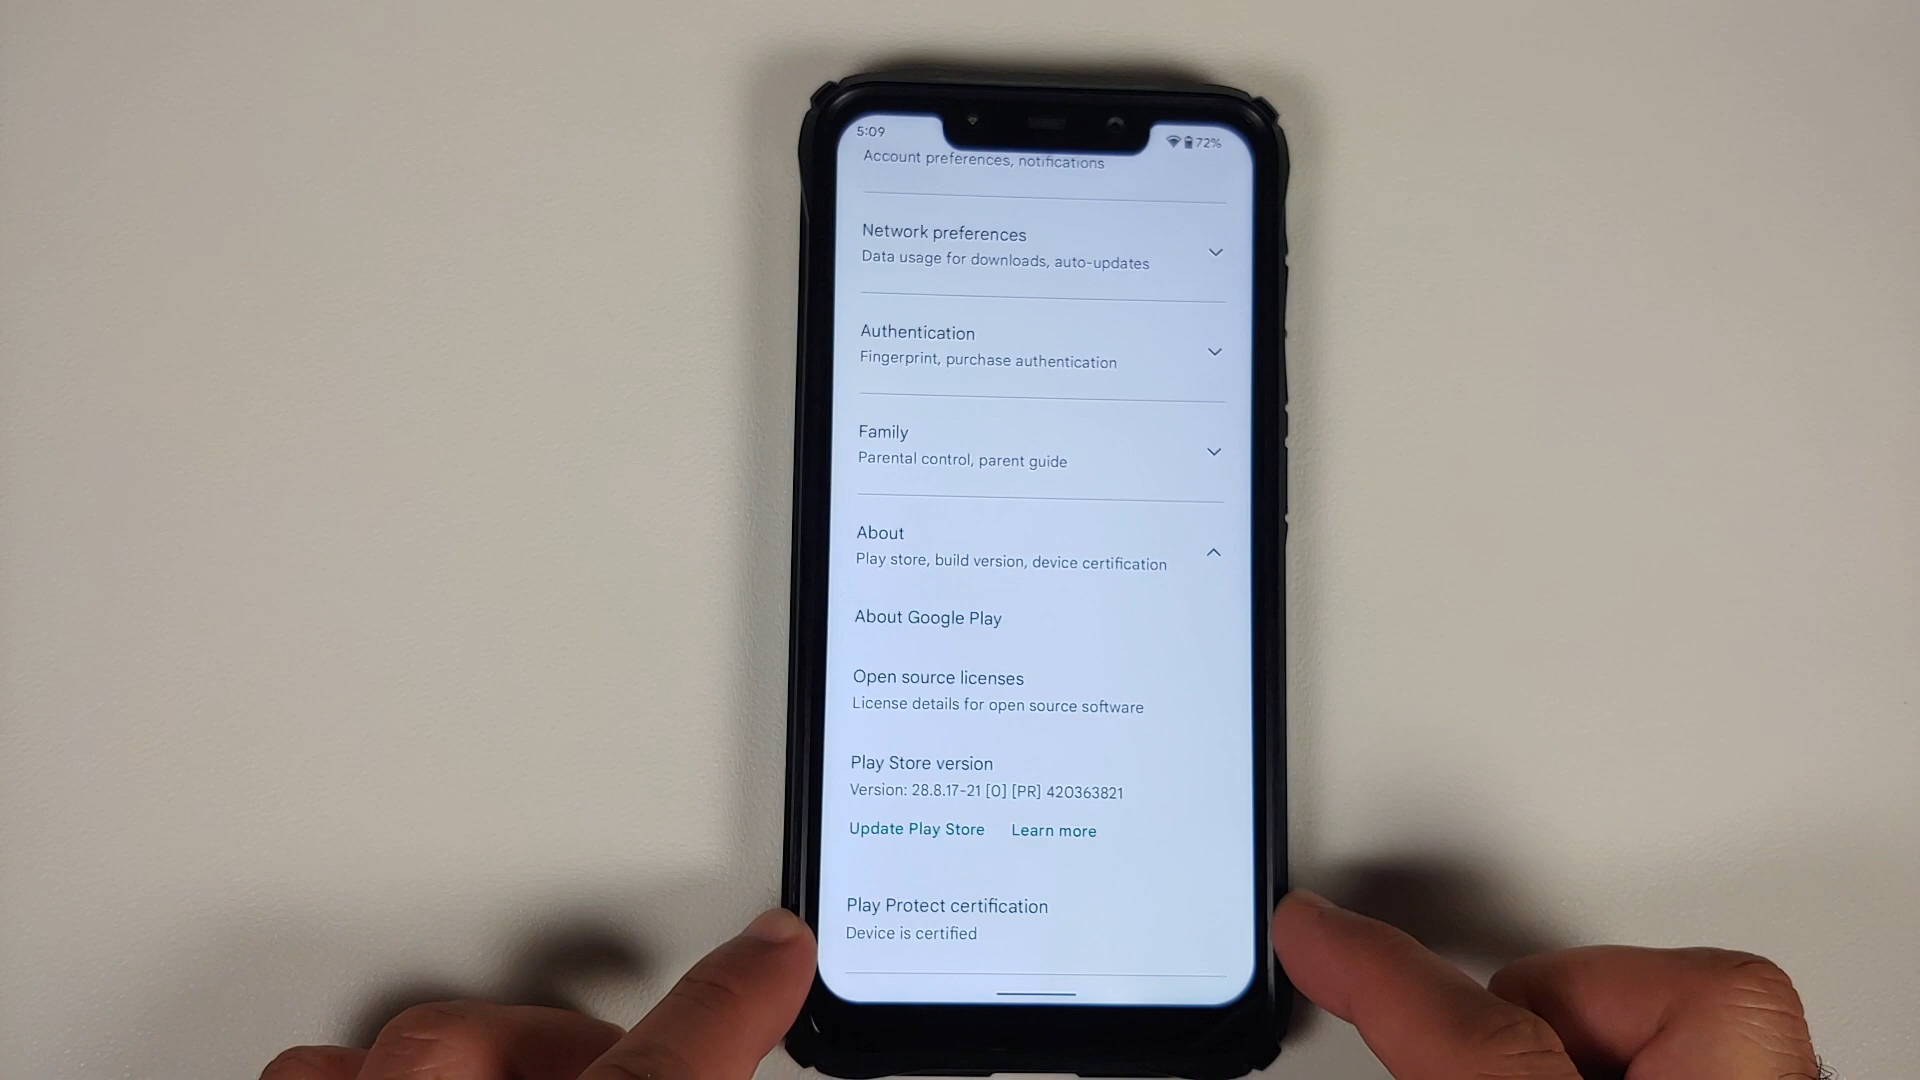 5:09
72%
Account preferences, notifications
Network preferences
Data usage for downloads, auto-updates
Authentication
Fingerprint, purchase authentication
Family
Parental control, parent guide
About
Play store, build version, device certification
About Google Play
Open source licenses
License details for open source software
Play Store version
Version: 28.8.17-21 [0] [PR] 420363821
Update Play Store Learn more
Play Protect certification
Device is certified